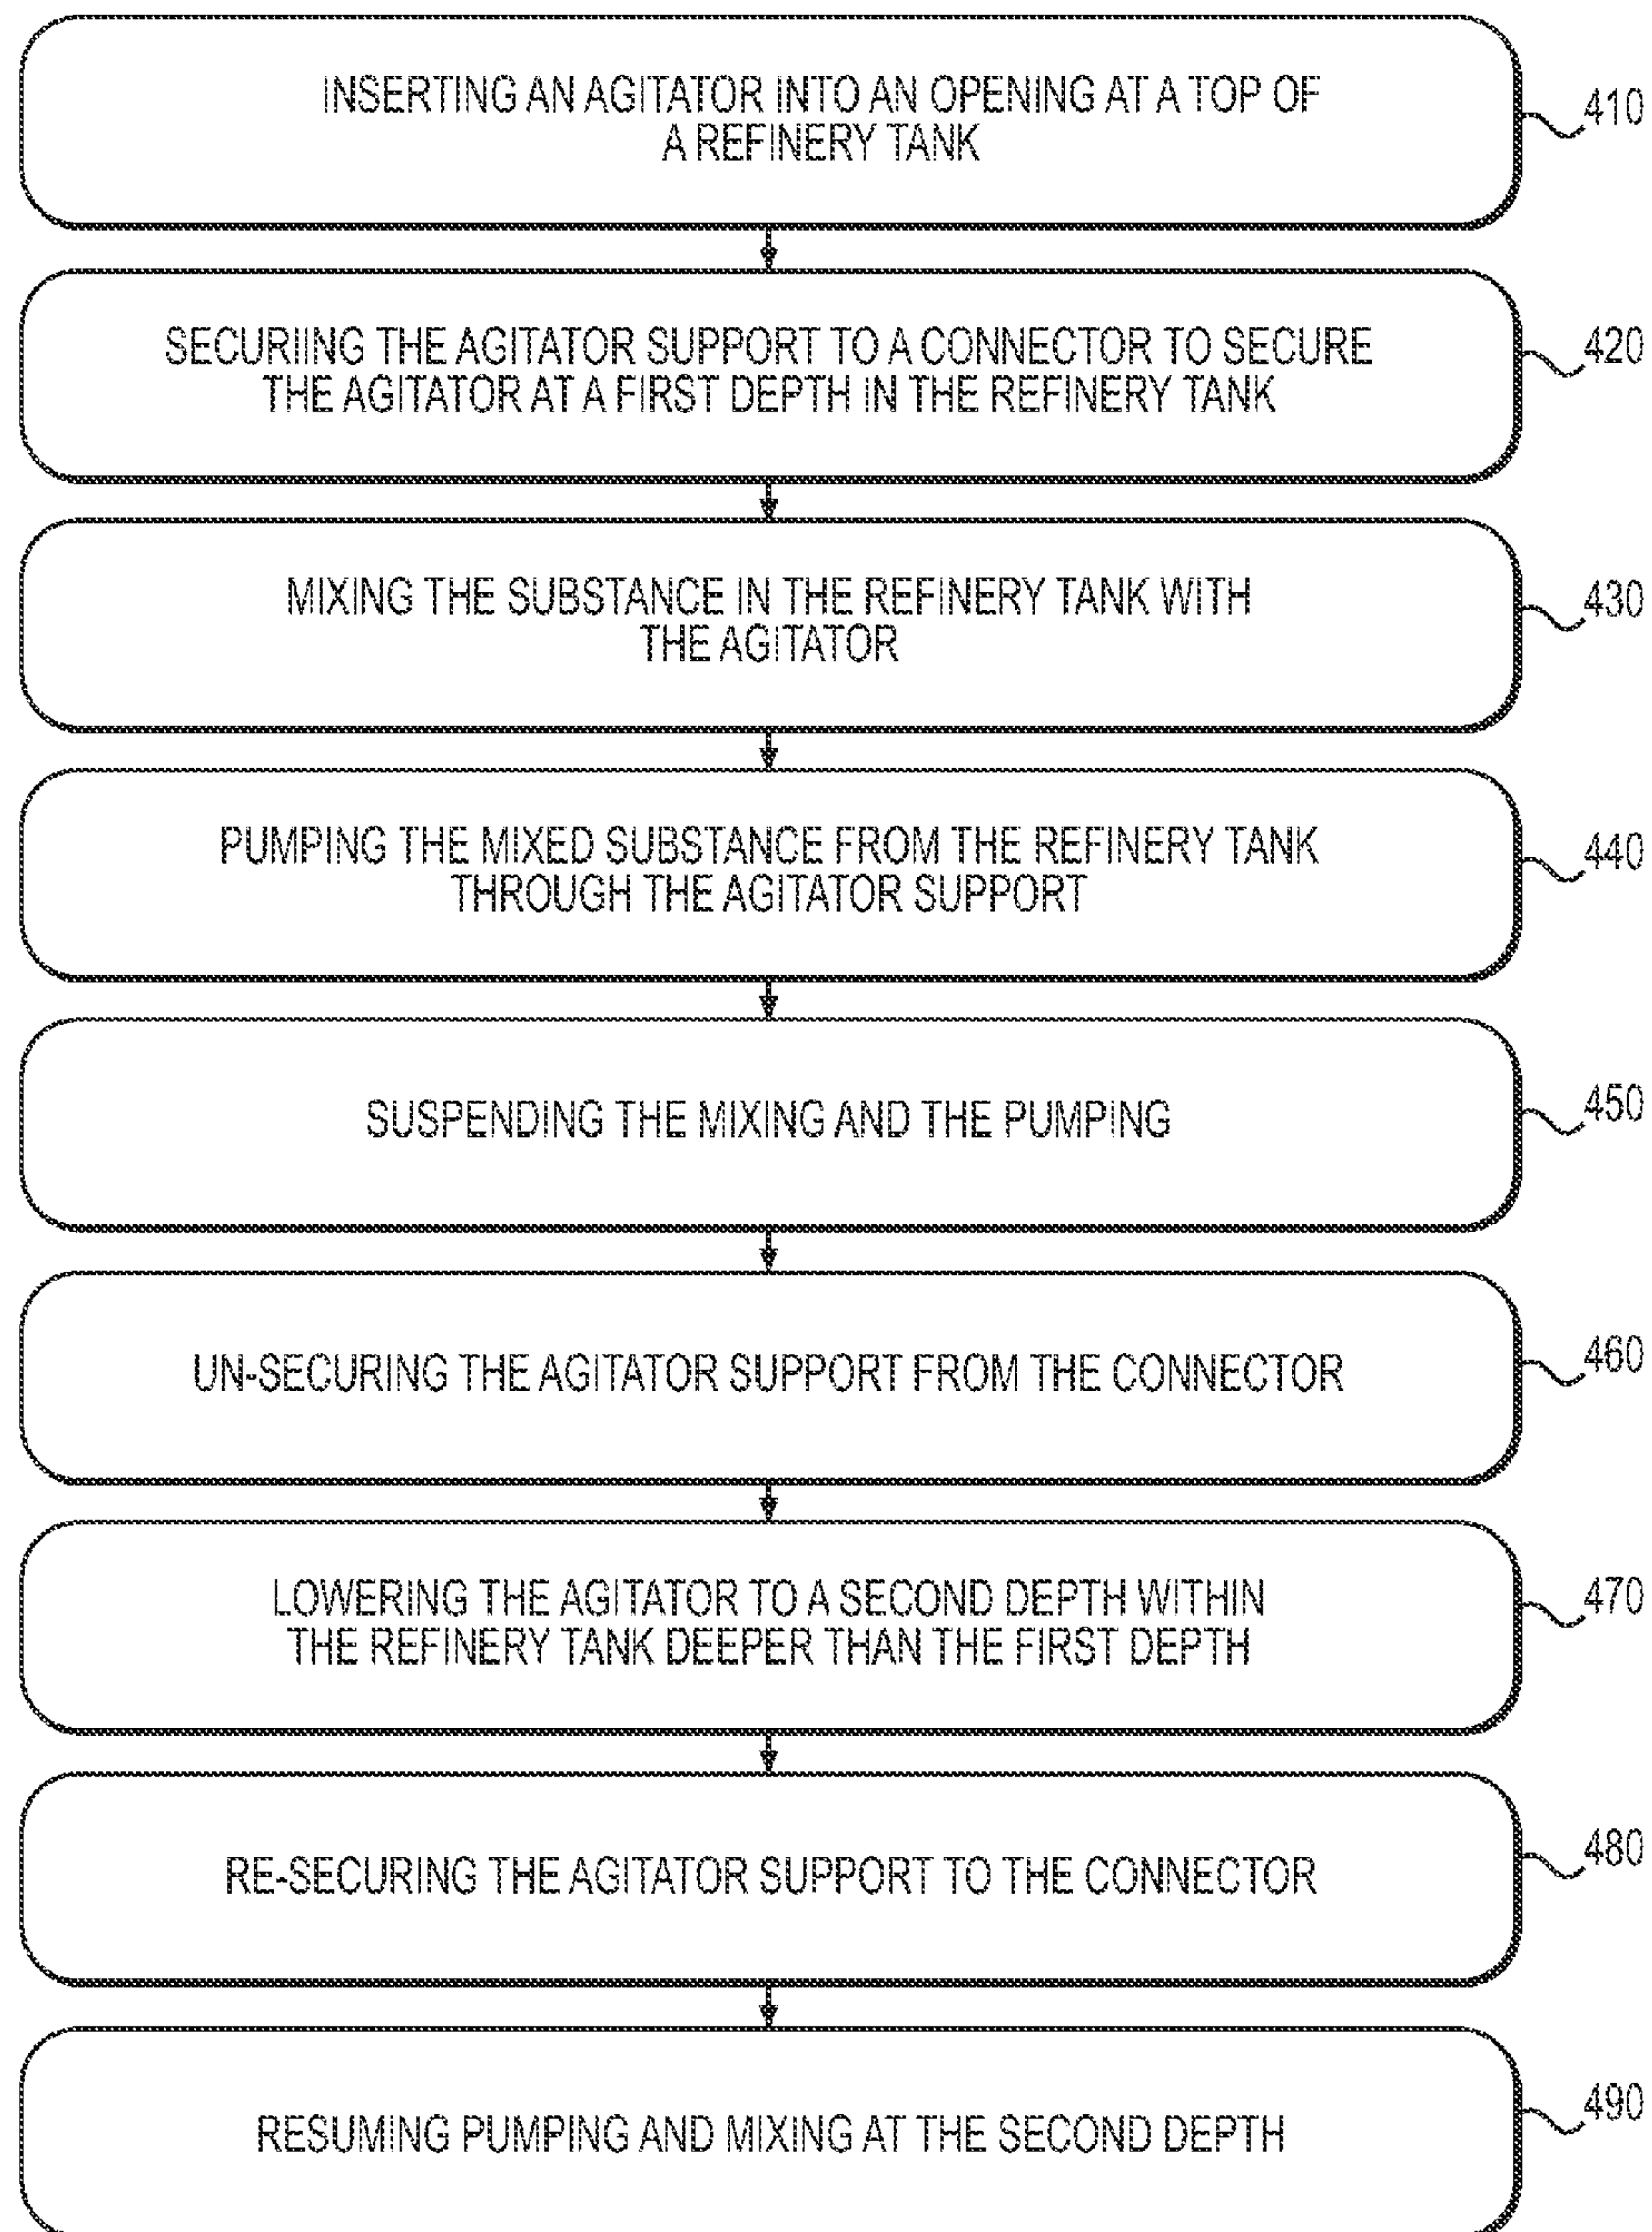 INSERTING AN AGITATOR INTO AN OPENING AT A TOP OF
A REFINERY TANK
410
SECURIING THE AGITATOR SUPPORT TO A CONNECTOR TO SECURE
THE AGITATOR AT A FIRST DEPTH IN THE REFINERY TANK
420
MIXING THE SUBSTANCE IN THE REFINERY TANK WITH
THE AGITATOR
430
PUMPING THE MIXED SUBSTANCE FROM THE REFINERY TANK
THROUGH THE AGITATOR SUPPORT
440
SUSPENDING THE MIXING AND THE PUMPING
450
UN-SECURING THE AGITATOR SUPPORT FROM THE CONNECTOR
460
LOWERING THE AGITATOR TO A SECOND DEPTH WITHIN
THE REFINERY TANK DEEPER THAN THE FIRST DEPTH
470
RE-SECURING THE AGITATOR SUPPORT TO THE CONNECTOR
480
RESUMING PUMPING AND MIXING AT THE SECOND DEPTH
490